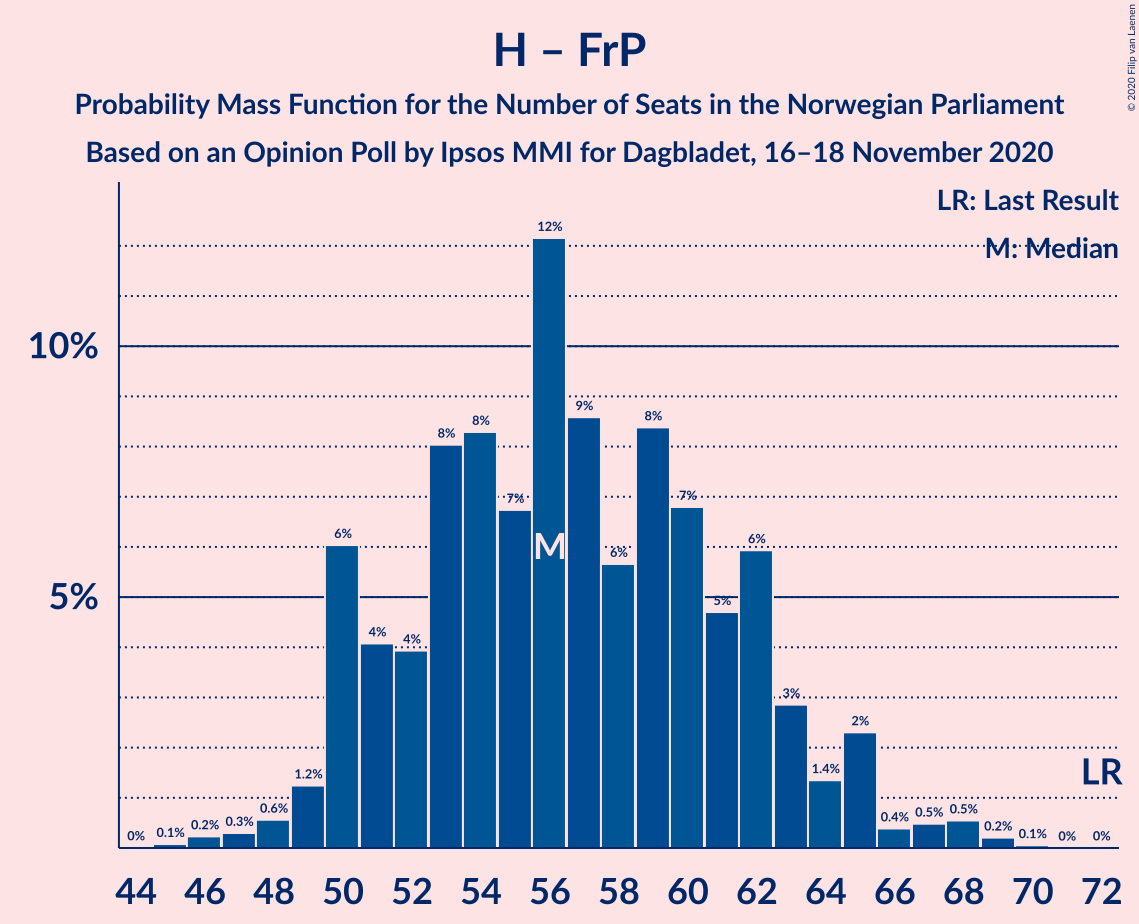 H – FrP
Probability Mass Function for the Number of Seats in the Norwegian Parliament
Based on an Opinion Poll by Ipsos MMI for Dagbladet, 16–18 November 2020
© 2020 Filip van Laenen
LR: Last Result
M: Median
10%
5%
0% 0.1% 0.2% 0.3% 0.6% 1.2% 6% 4% 4% 8% 8% 7% 12% 9% 6% 8% 7% 5% 6% 3% 1.4% 2% 0.4% 0.5% 0.5% 0.2% 0.1% 0% 0%
M
LR
44 46 48 50 52 54 56 58 60 62 64 66 68 70 72